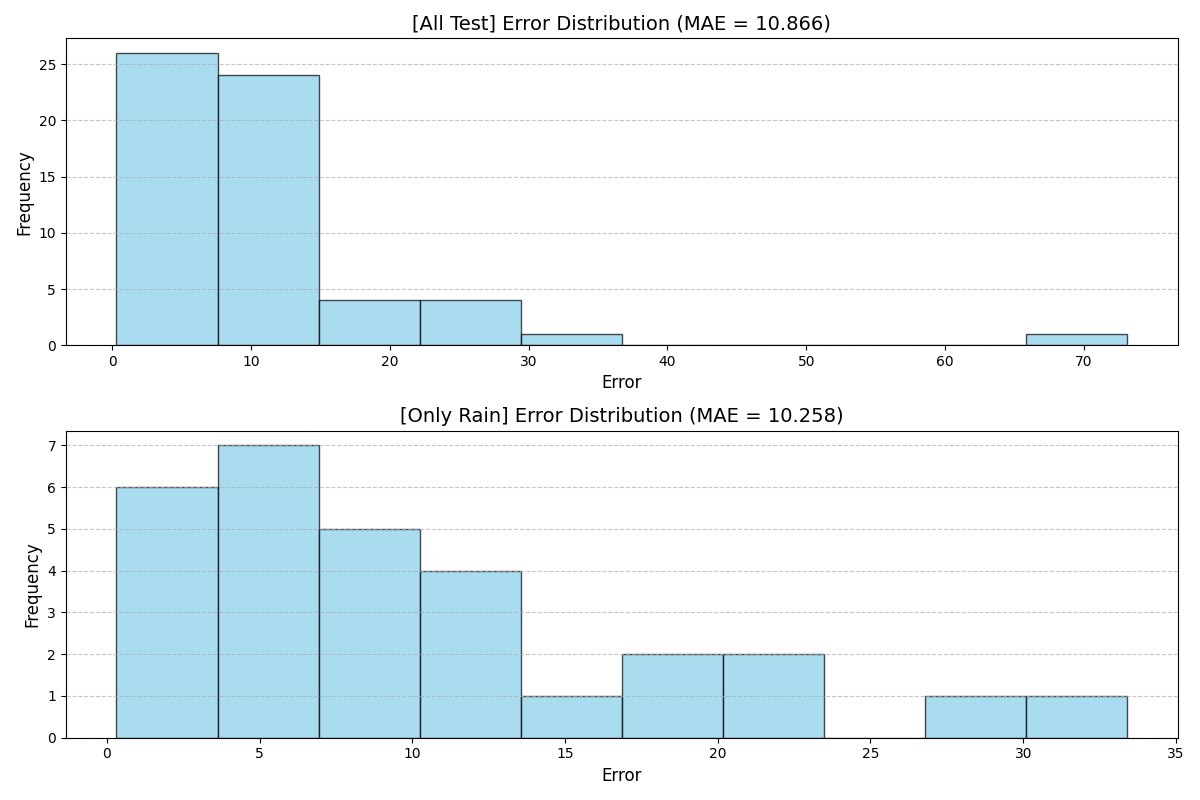 [All Test] Error Distribution (MAE = 10.866)
25
20
15
10
5
0
Frequency
0 10 20 30 40 50 60 70
Error
[Only Rain] Error Distribution (MAE = 10.258)
7
6
5
4
3
2
1
0
Frequency
0 5 10 15 20 25 30 35
Error